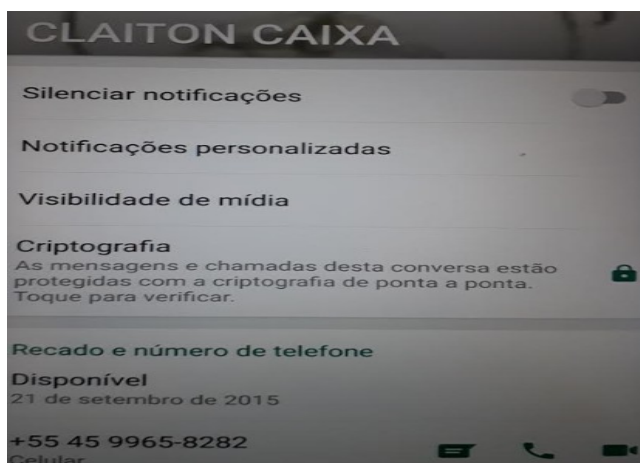 CLAITON CAIXA
Silenciar notificações
Notificações personalizadas
Visibilidade de mídia
Criptografia
As mensagens e chamadas desta conversa estão
protegidas com a criptografia de ponta a ponta.
Toque para verificar.
Recado e número de telefone
Disponível
21 de setembro de 2015
+55 45 9965-8282
Celular